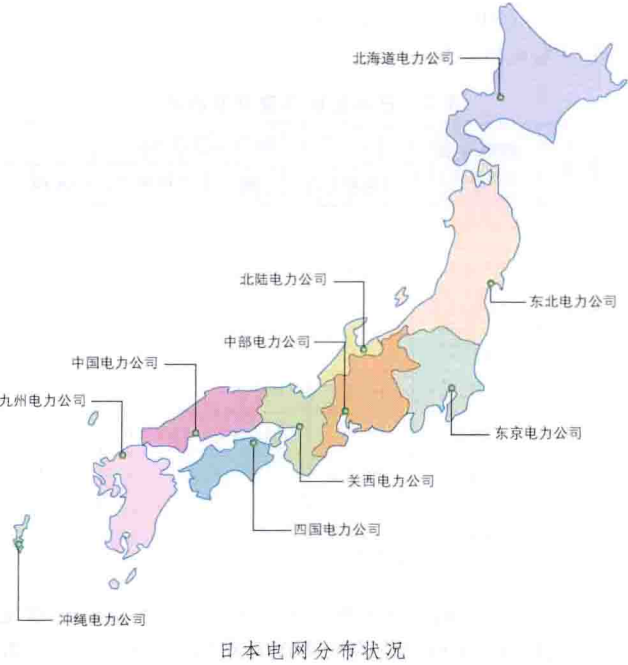 北海道电力公司
北陆电力公司
东北电力公司
中部电力公司
中国电力公司
九州电力公司
东京电力公司
关西电力公司
四国电力公司
冲绳电力公司
日本电网分布状况